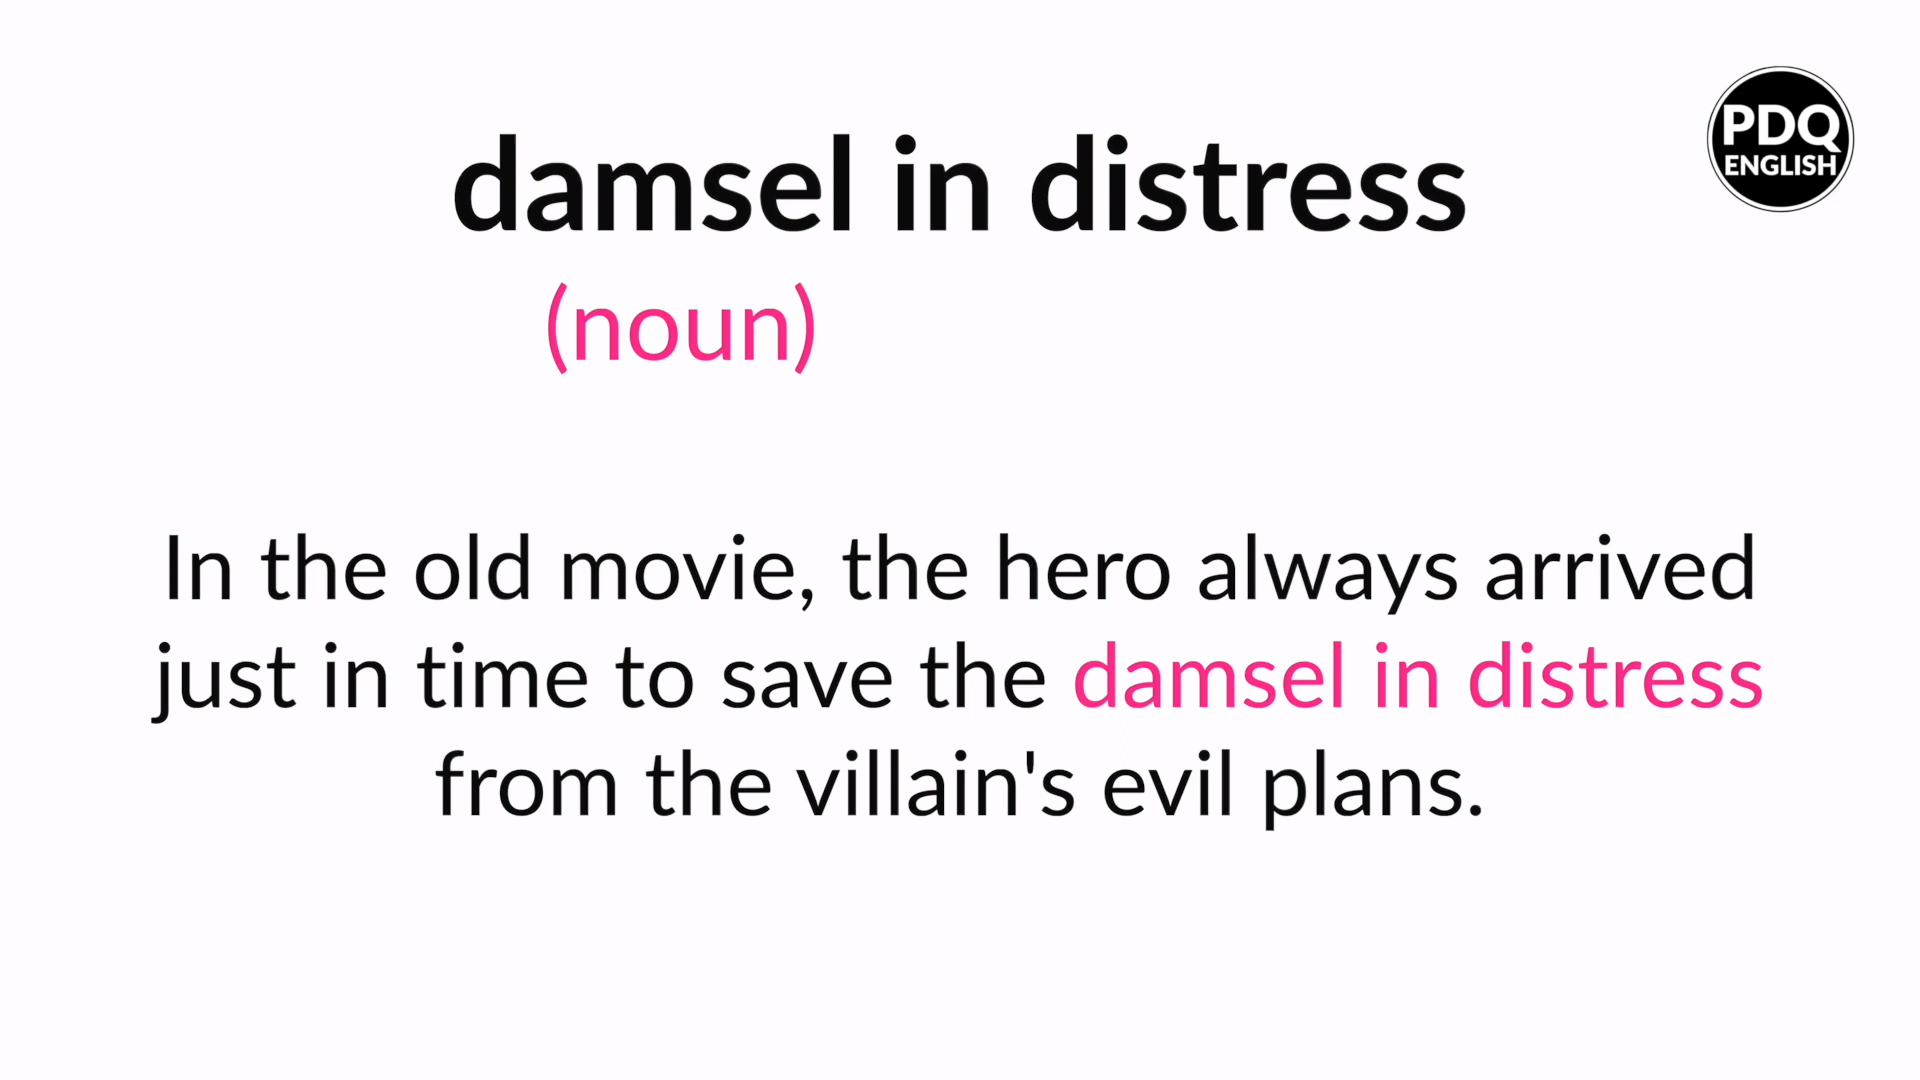 damsel in distress
PDQ
ENGLISH
(noun)
In the old movie, the hero always arrived
just in time to save the damsel in distress
from the villain's evil plans.